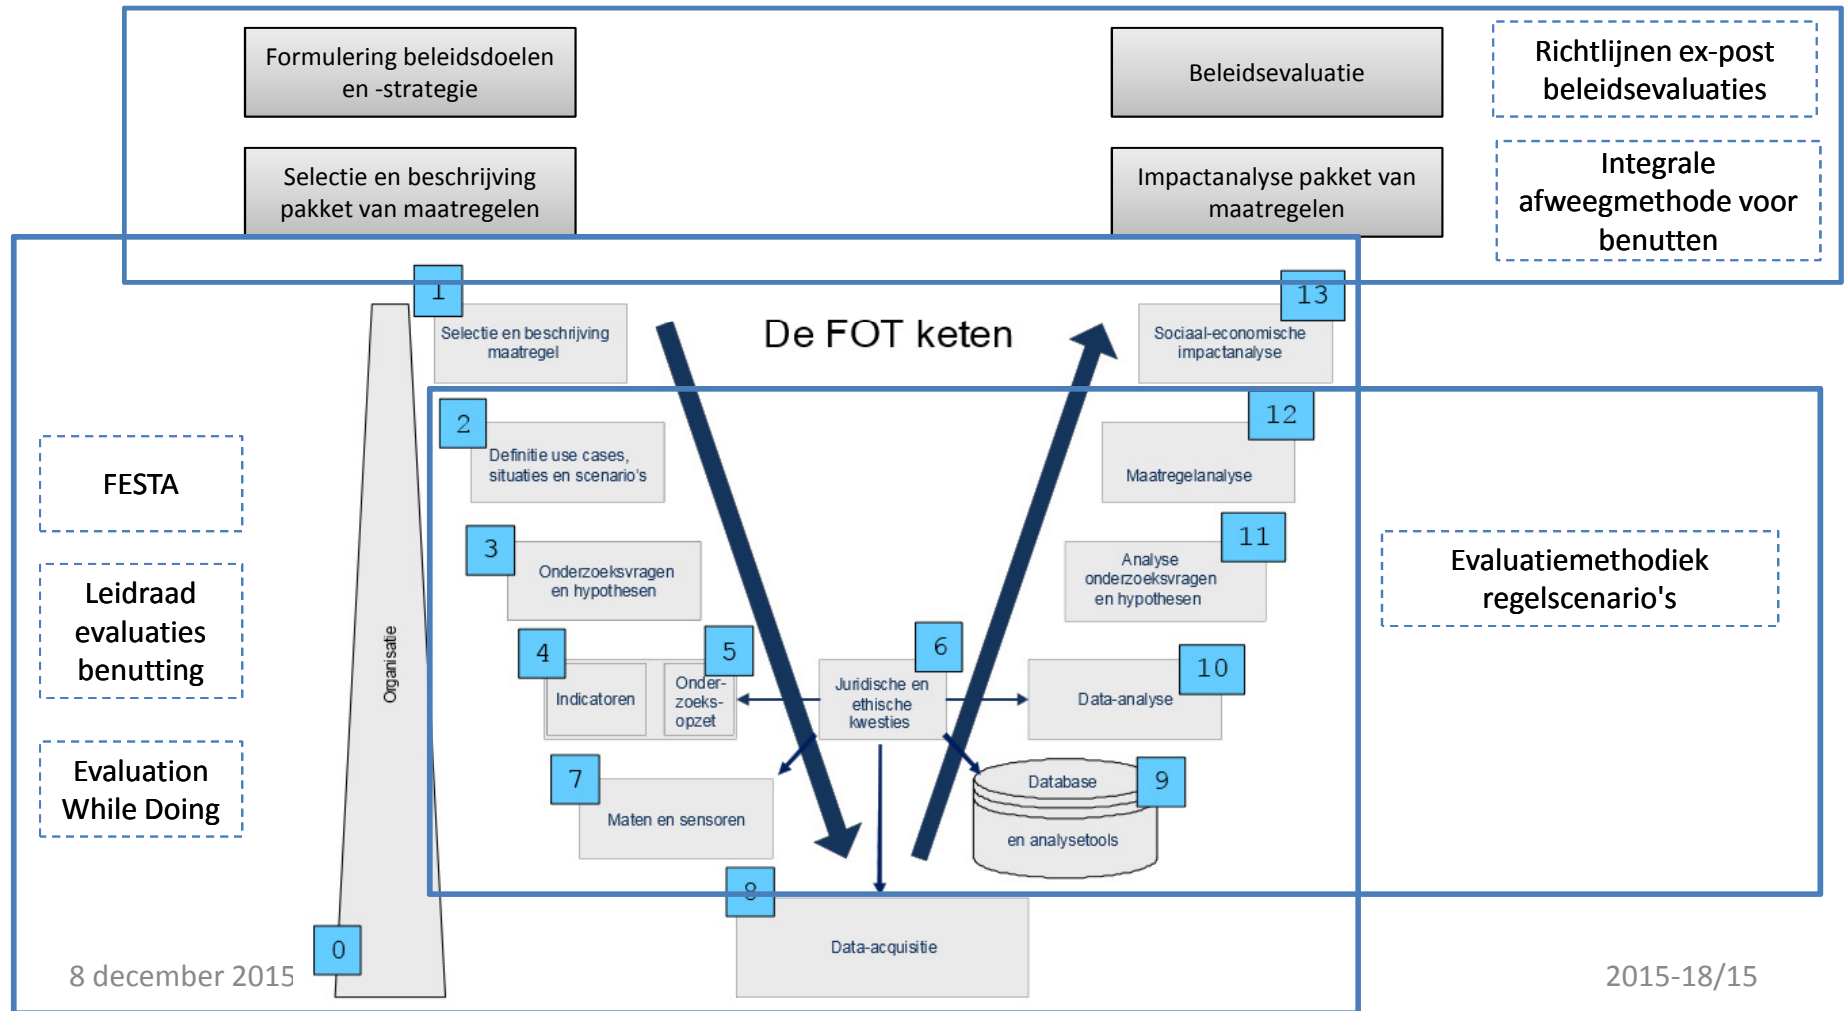 Formulering beleidsdoelen
en -strategie
Beleidsevaluatie
Richtlijnen ex-post
beleidsevaluaties
Selectie en beschrijving
pakket van maatregelen
Impactanalyse pakket van
maatregelen
Integrale
afweegmethode voor
benutten
De FOT keten
1
Selectie en beschrijving
maatregel
13
Sociaal-economische
impactanalyse
2
Definitie use cases,
situaties en scenario's
12
Maatregelanalyse
FESTA
3
Onderzoeksvragen
en hypothesen
11
Analyse
onderzoeksvragen
en hypothesen
Evaluatiemethodiek
regelscenario's
Leidraad
evaluaties
benutting
Organisatie
4
Indicatoren
5
Onder-
zoeks-
opzet
6
Juridische en
ethische
kwesties
10
Data-analyse
Evaluation
While Doing
7
Maten en sensoren
9
Database
en analysetools
8
Data-acquisitie
0
8 december 2015
2015-18/15